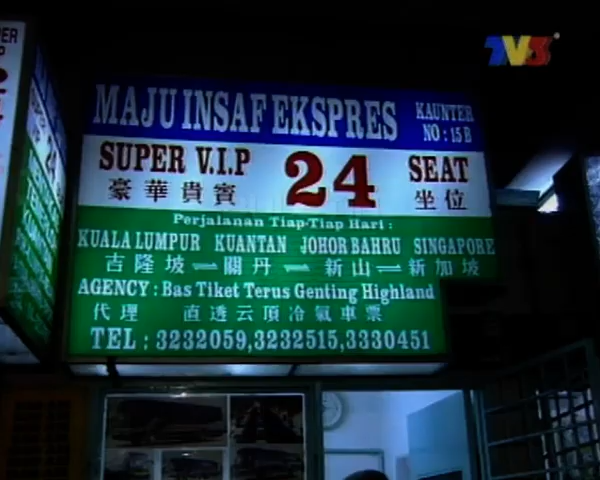 TV3
MAJU INSAF EKSPRES
KAUNTER
NO : 15 B
SUPER V.I.P
24
SEAT
豪華貴賓
坐位
Perjalanan Tiap-Tiap Hari :
KUALA LUMPUR KUANTAN JOHOR BAHRU SINGAPORE
吉隆坡⇌關丹⇌新山⇌新加坡
AGENCY : Bas Tiket Terus Genting Highland
代理 直透云頂冷氣車票
TEL : 3232059,3232515,3330451